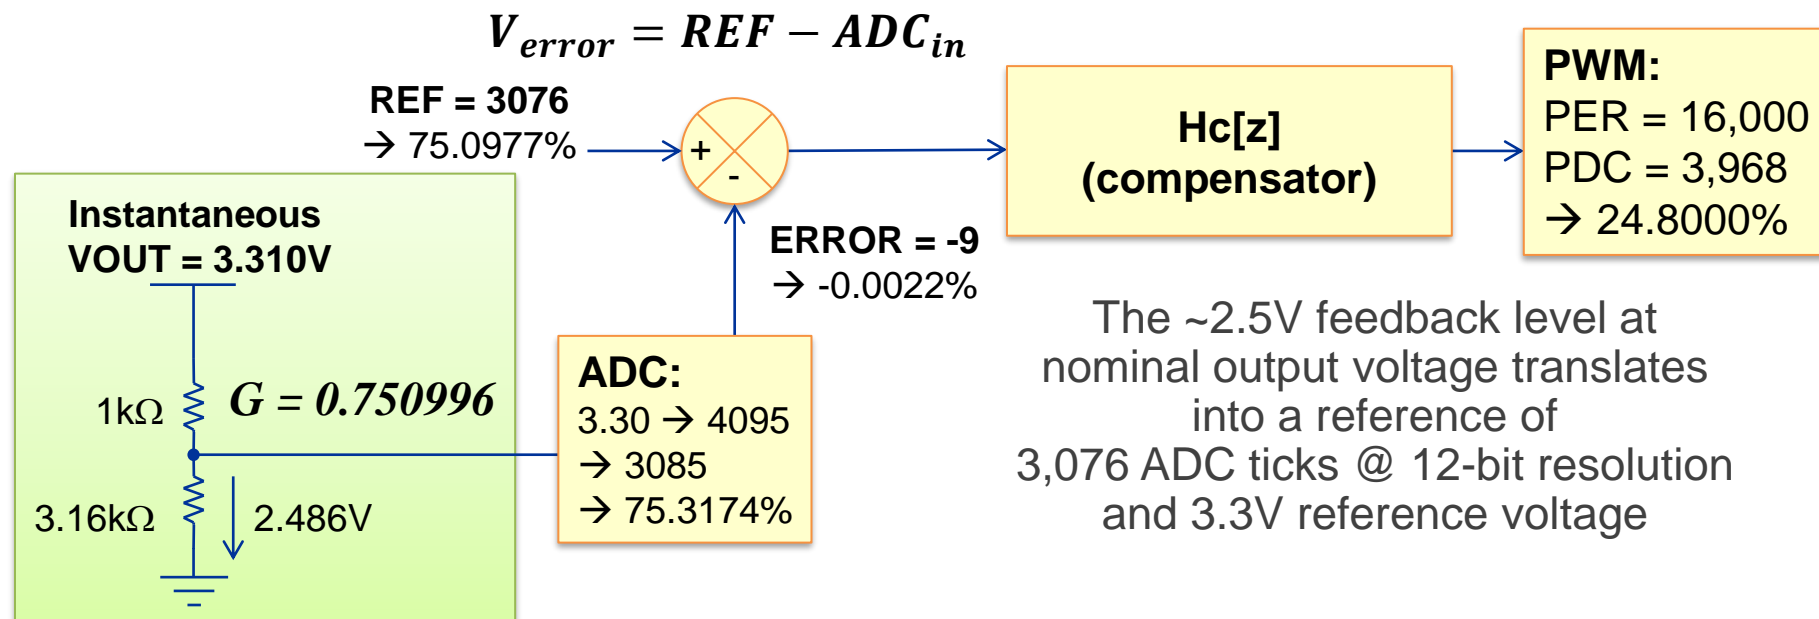 V_error = REF − ADC_in
REF = 3076
→ 75.0977%
+
-
Hc[z]
(compensator)
PWM:
PER = 16,000
PDC = 3,968
→ 24.8000%
Instantaneous
VOUT = 3.310V
ERROR = -9
→ -0.0022%
1kΩ
G = 0.750996
3.16kΩ
2.486V
ADC:
3.30 → 4095
→ 3085
→ 75.3174%
The ~2.5V feedback level at
nominal output voltage translates
into a reference of
3,076 ADC ticks @ 12-bit resolution
and 3.3V reference voltage